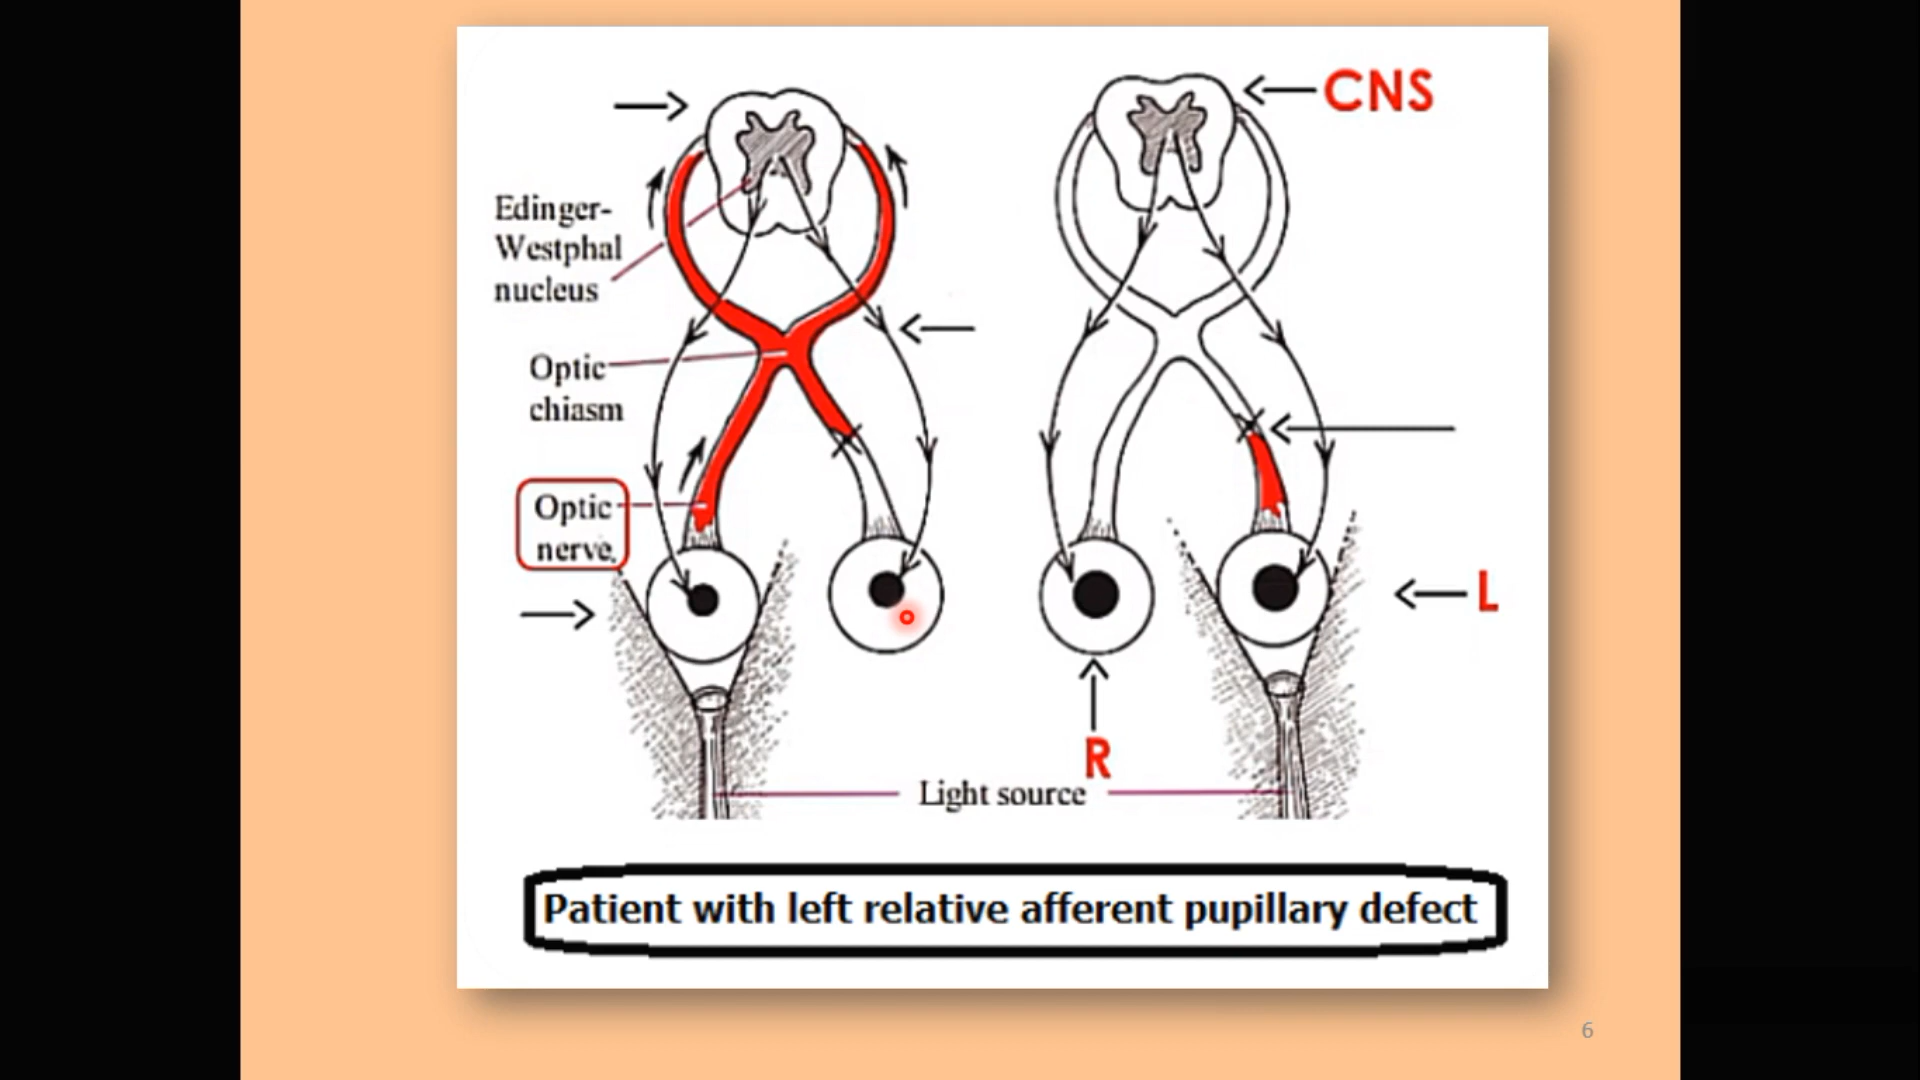 CNS
Edinger-
Westphal
nucleus
Optic
chiasm
Optic
nerve
L
R
Light source
Patient with left relative afferent pupillary defect
6